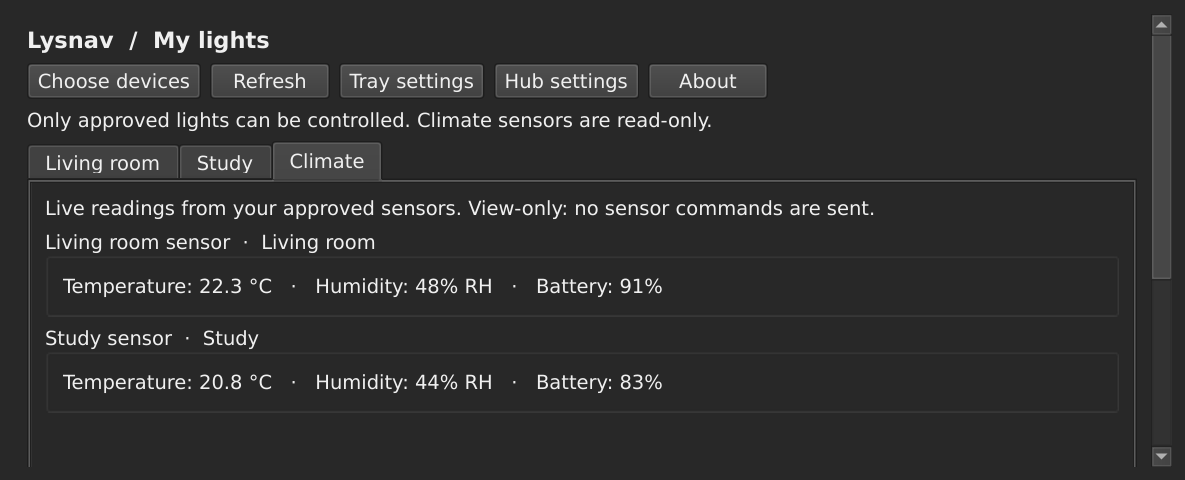 Lysnav / My lights
Choose devices Refresh Tray settings Hub settings About
Only approved lights can be controlled. Climate sensors are read-only.
Living room Study Climate
Live readings from your approved sensors. View-only: no sensor commands are sent.
Living room sensor · Living room
Temperature: 22.3 °C · Humidity: 48% RH · Battery: 91%
Study sensor · Study
Temperature: 20.8 °C · Humidity: 44% RH · Battery: 83%